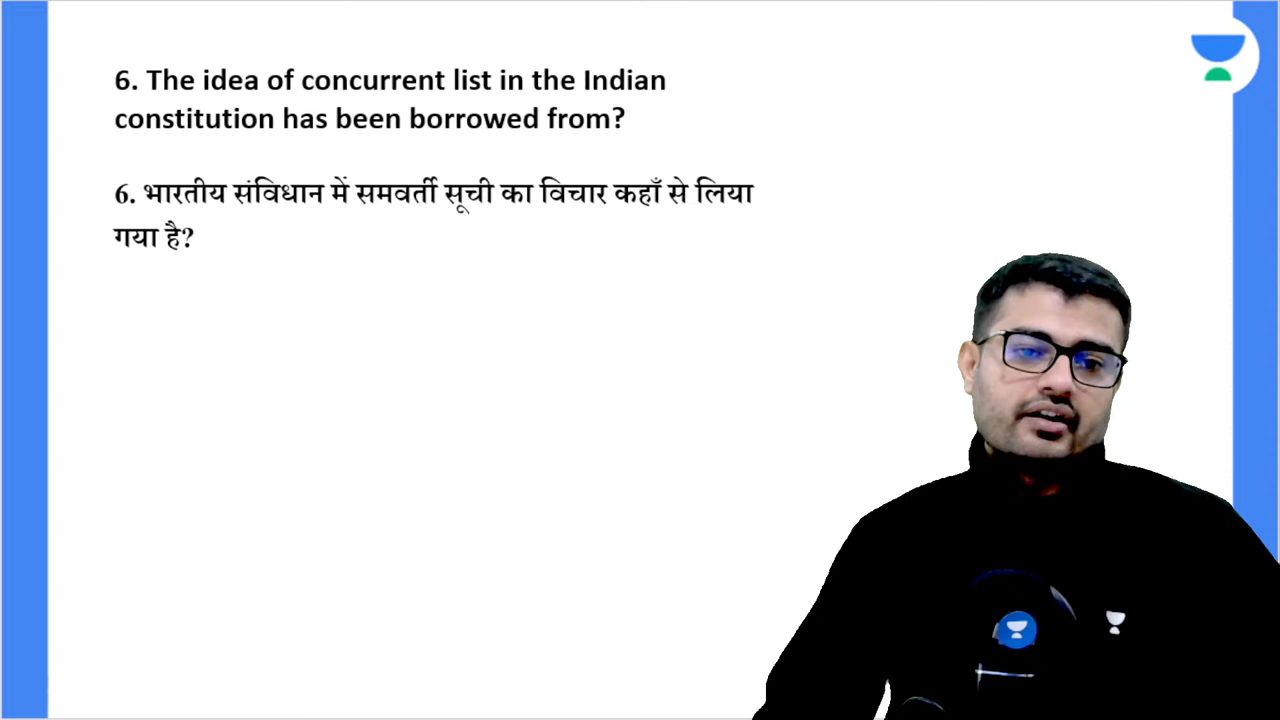 6. The idea of concurrent list in the Indian
constitution has been borrowed from?
6. भारतीय संविधान में समवर्ती सूची का विचार कहाँ से लिया
गया है?